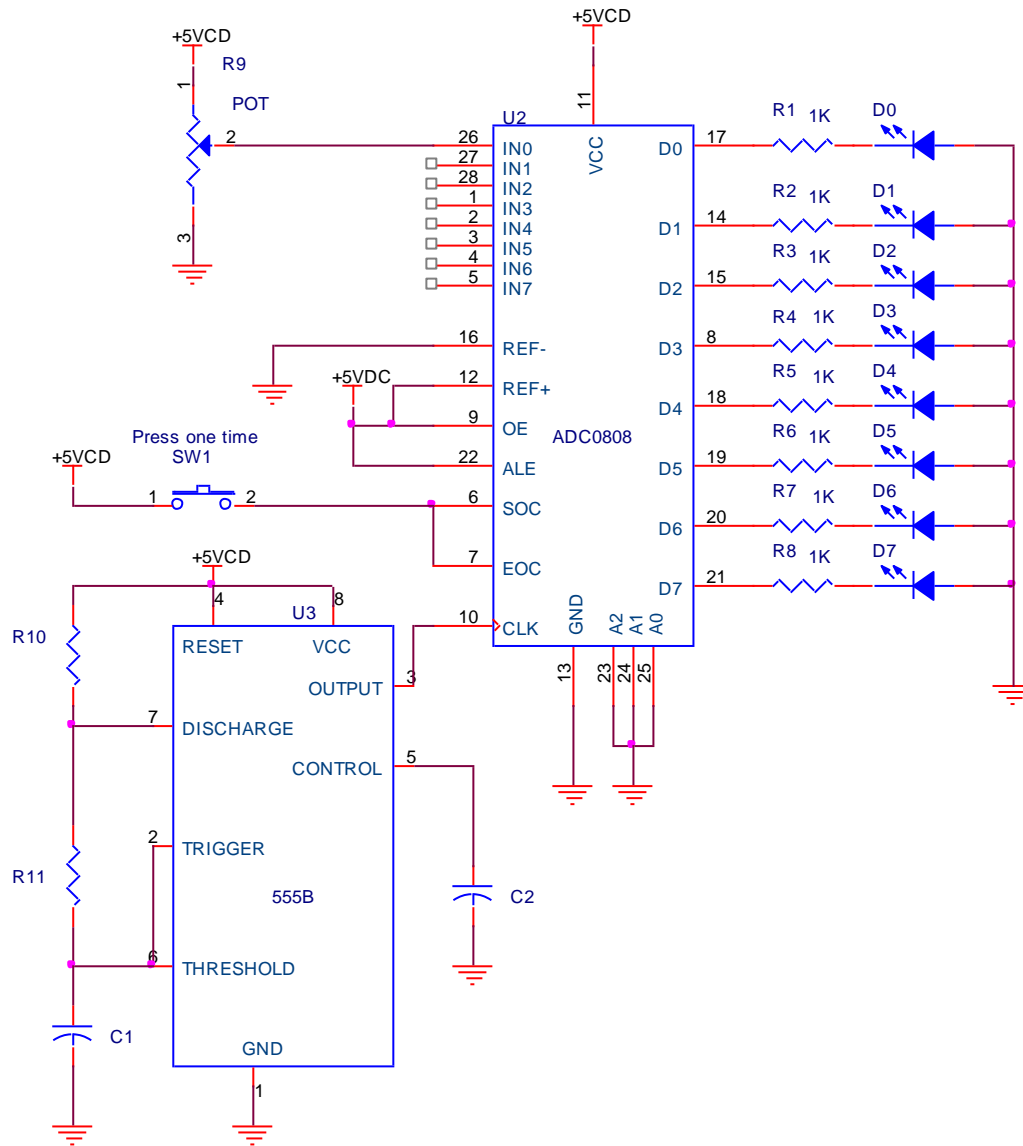 +5VCD
R9
1
POT
2
3
+5VCD
11
U2
VCC
26 IN0
27 IN1
28 IN2
1 IN3
2 IN4
3 IN5
4 IN6
5 IN7
16 REF-
12 REF+
9 OE
22 ALE
6 SOC
7 EOC
10 CLK
ADC0808
+5VDC
Press one time
SW1
+5VCD
1 2
D0 17 R1 1K D0
D1 14 R2 1K D1
D2 15 R3 1K D2
D3 8 R4 1K D3
D4 18 R5 1K D4
D5 19 R6 1K D5
D6 20 R7 1K D6
D7 21 R8 1K D7
GND A2 A1 A0
13 23 24 25
+5VCD
4 8
U3
RESET VCC
R10
OUTPUT 3
7 DISCHARGE
CONTROL 5
2 TRIGGER
R11
555B
C2
6 THRESHOLD
C1
GND
1